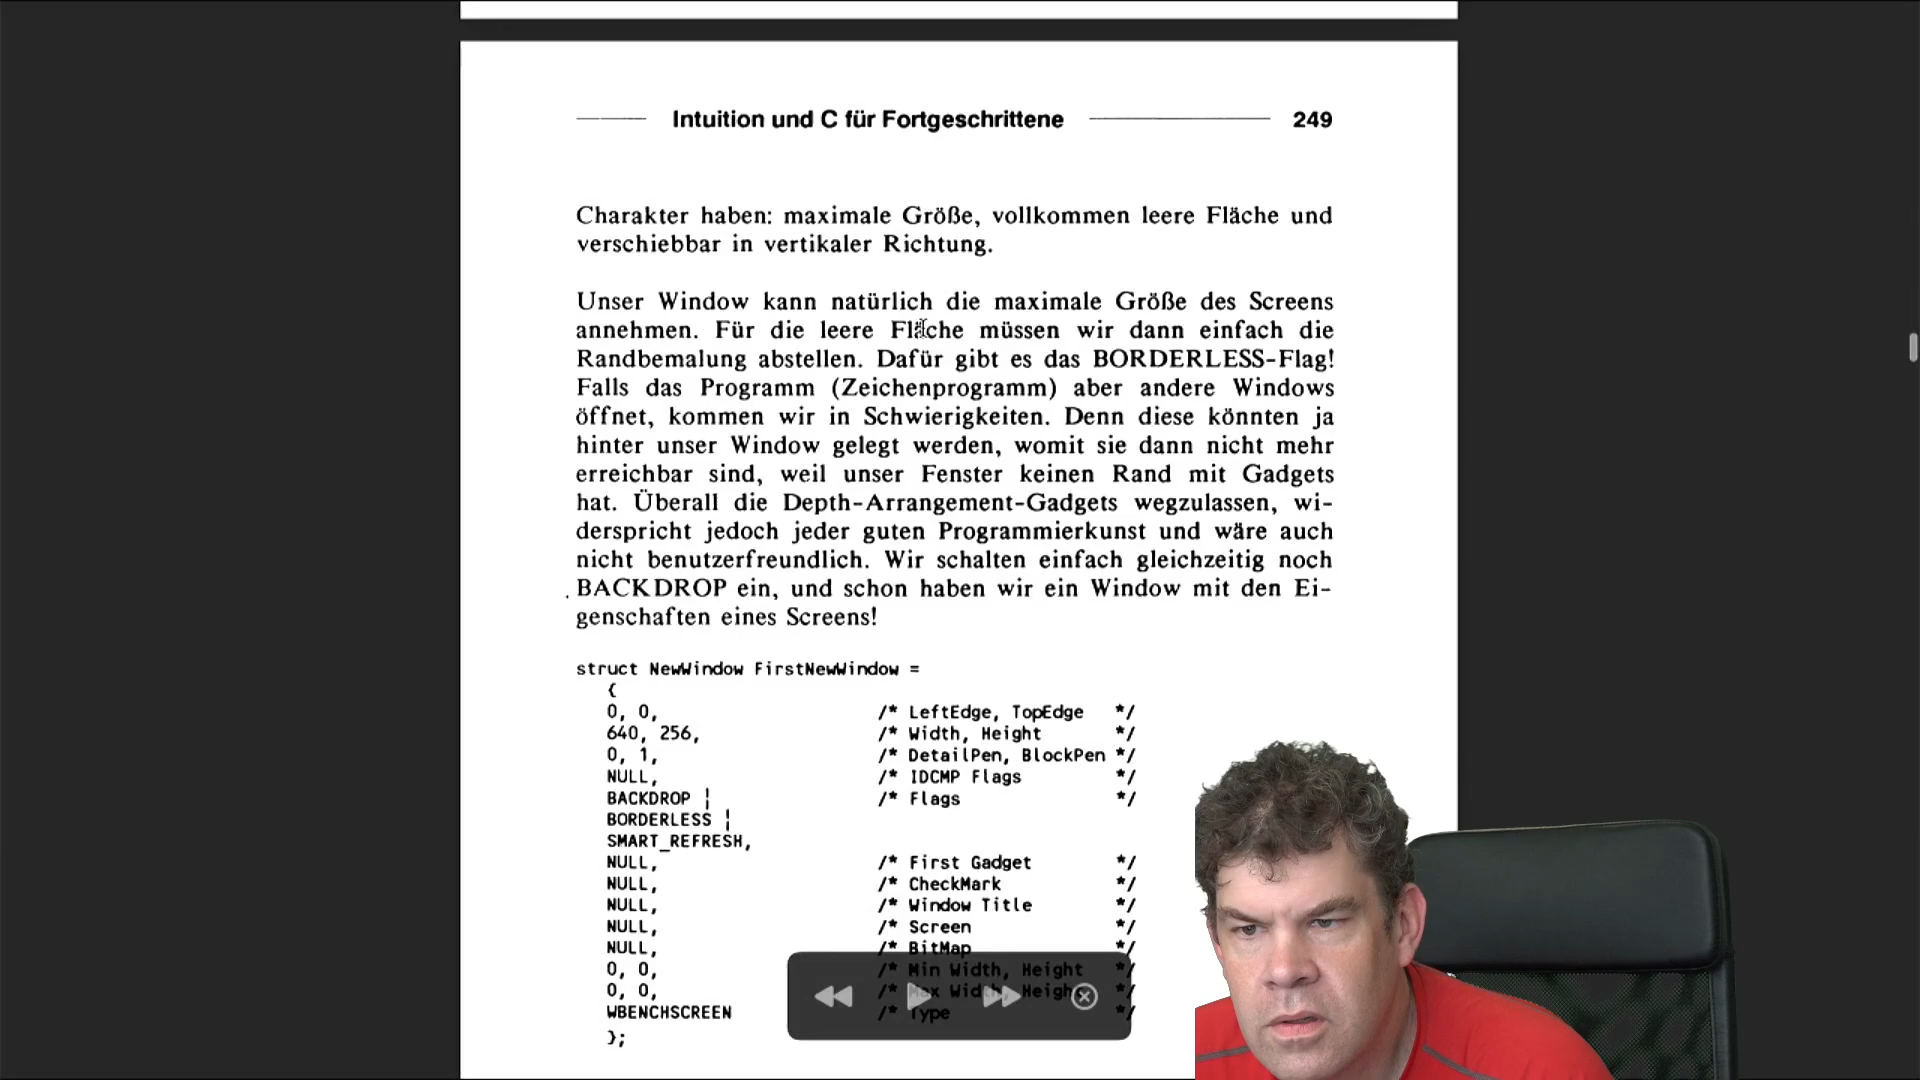 Intuition und C für Fortgeschrittene 249
Charakter haben: maximale Größe, vollkommen leere Fläche und
verschiebbar in vertikaler Richtung.
Unser Window kann natürlich die maximale Größe des Screens
annehmen. Für die leere Fläche müssen wir dann einfach die
Randbemalung abstellen. Dafür gibt es das BORDERLESS-Flag!
Falls das Programm (Zeichenprogramm) aber andere Windows
öffnet, kommen wir in Schwierigkeiten. Denn diese könnten ja
hinter unser Window gelegt werden, womit sie dann nicht mehr
erreichbar sind, weil unser Fenster keinen Rand mit Gadgets
hat. Überall die Depth-Arrangement-Gadgets wegzulassen, wi-
derspricht jedoch jeder guten Programmierkunst und wäre auch
nicht benutzerfreundlich. Wir schalten einfach gleichzeitig noch
BACKDROP ein, und schon haben wir ein Window mit den Ei-
genschaften eines Screens!
struct NewWindow FirstNewWindow =
{
0, 0, /* LeftEdge, TopEdge */
640, 256, /* Width, Height */
0, 1, /* DetailPen, BlockPen */
NULL, /* IDCMP Flags */
BACKDROP ¦ /* Flags */
BORDERLESS ¦
SMART_REFRESH,
NULL, /* First Gadget */
NULL, /* CheckMark */
NULL, /* Window Title */
NULL, /* Screen */
NULL, /* BitMap */
0, 0, /* Min Width, Height */
0, 0, /* Max Width, Height */
WBENCHSCREEN /* Type */
};